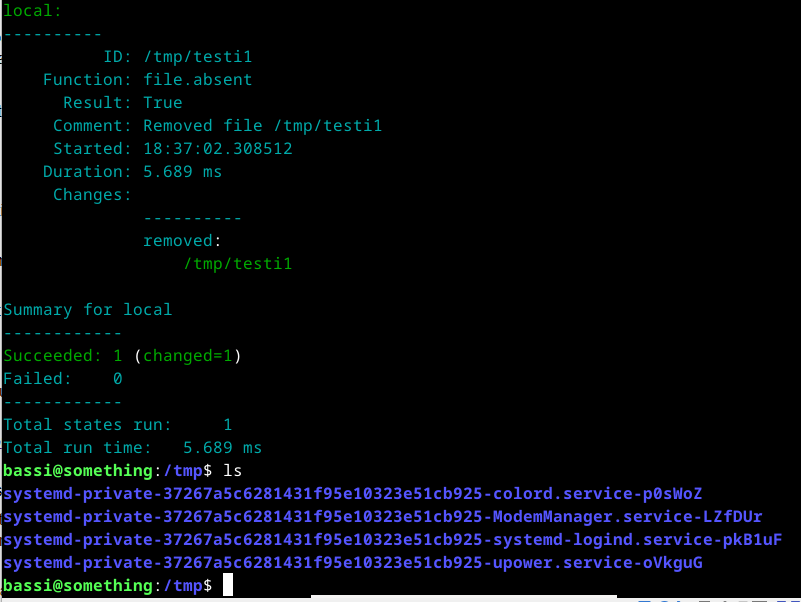 local:
----------
          ID: /tmp/testi1
    Function: file.absent
      Result: True
     Comment: Removed file /tmp/testi1
     Started: 18:37:02.308512
    Duration: 5.689 ms
     Changes:
              ----------
              removed:
                  /tmp/testi1

Summary for local
------------
Succeeded: 1 (changed=1)
Failed:    0
------------
Total states run:     1
Total run time:   5.689 ms
bassi@something:/tmp$ ls
systemd-private-37267a5c6281431f95e10323e51cb925-colord.service-p0sWoZ
systemd-private-37267a5c6281431f95e10323e51cb925-ModemManager.service-LZfDUr
systemd-private-37267a5c6281431f95e10323e51cb925-systemd-logind.service-pkB1uF
systemd-private-37267a5c6281431f95e10323e51cb925-upower.service-oVkguG
bassi@something:/tmp$